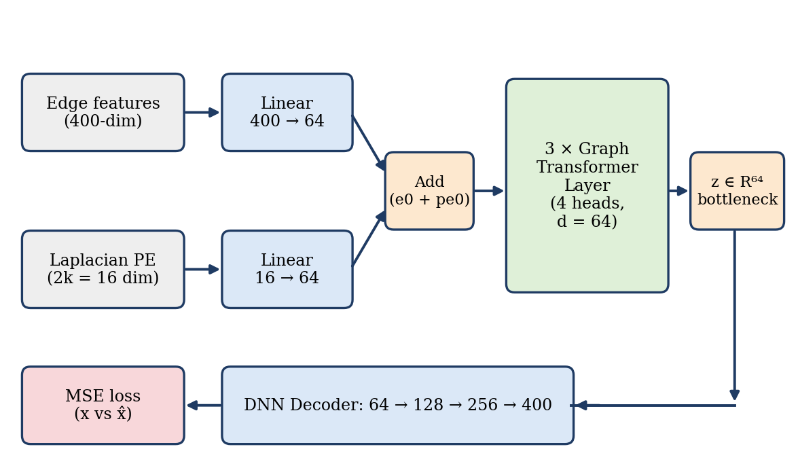 Edge features
(400-dim)
Linear
400 → 64
Add
(e0 + pe0)
3 × Graph
Transformer
Layer
(4 heads,
d = 64)
z ∈ R⁶⁴
bottleneck
Laplacian PE
(2k = 16 dim)
Linear
16 → 64
MSE loss
(x vs x̂)
DNN Decoder: 64 → 128 → 256 → 400